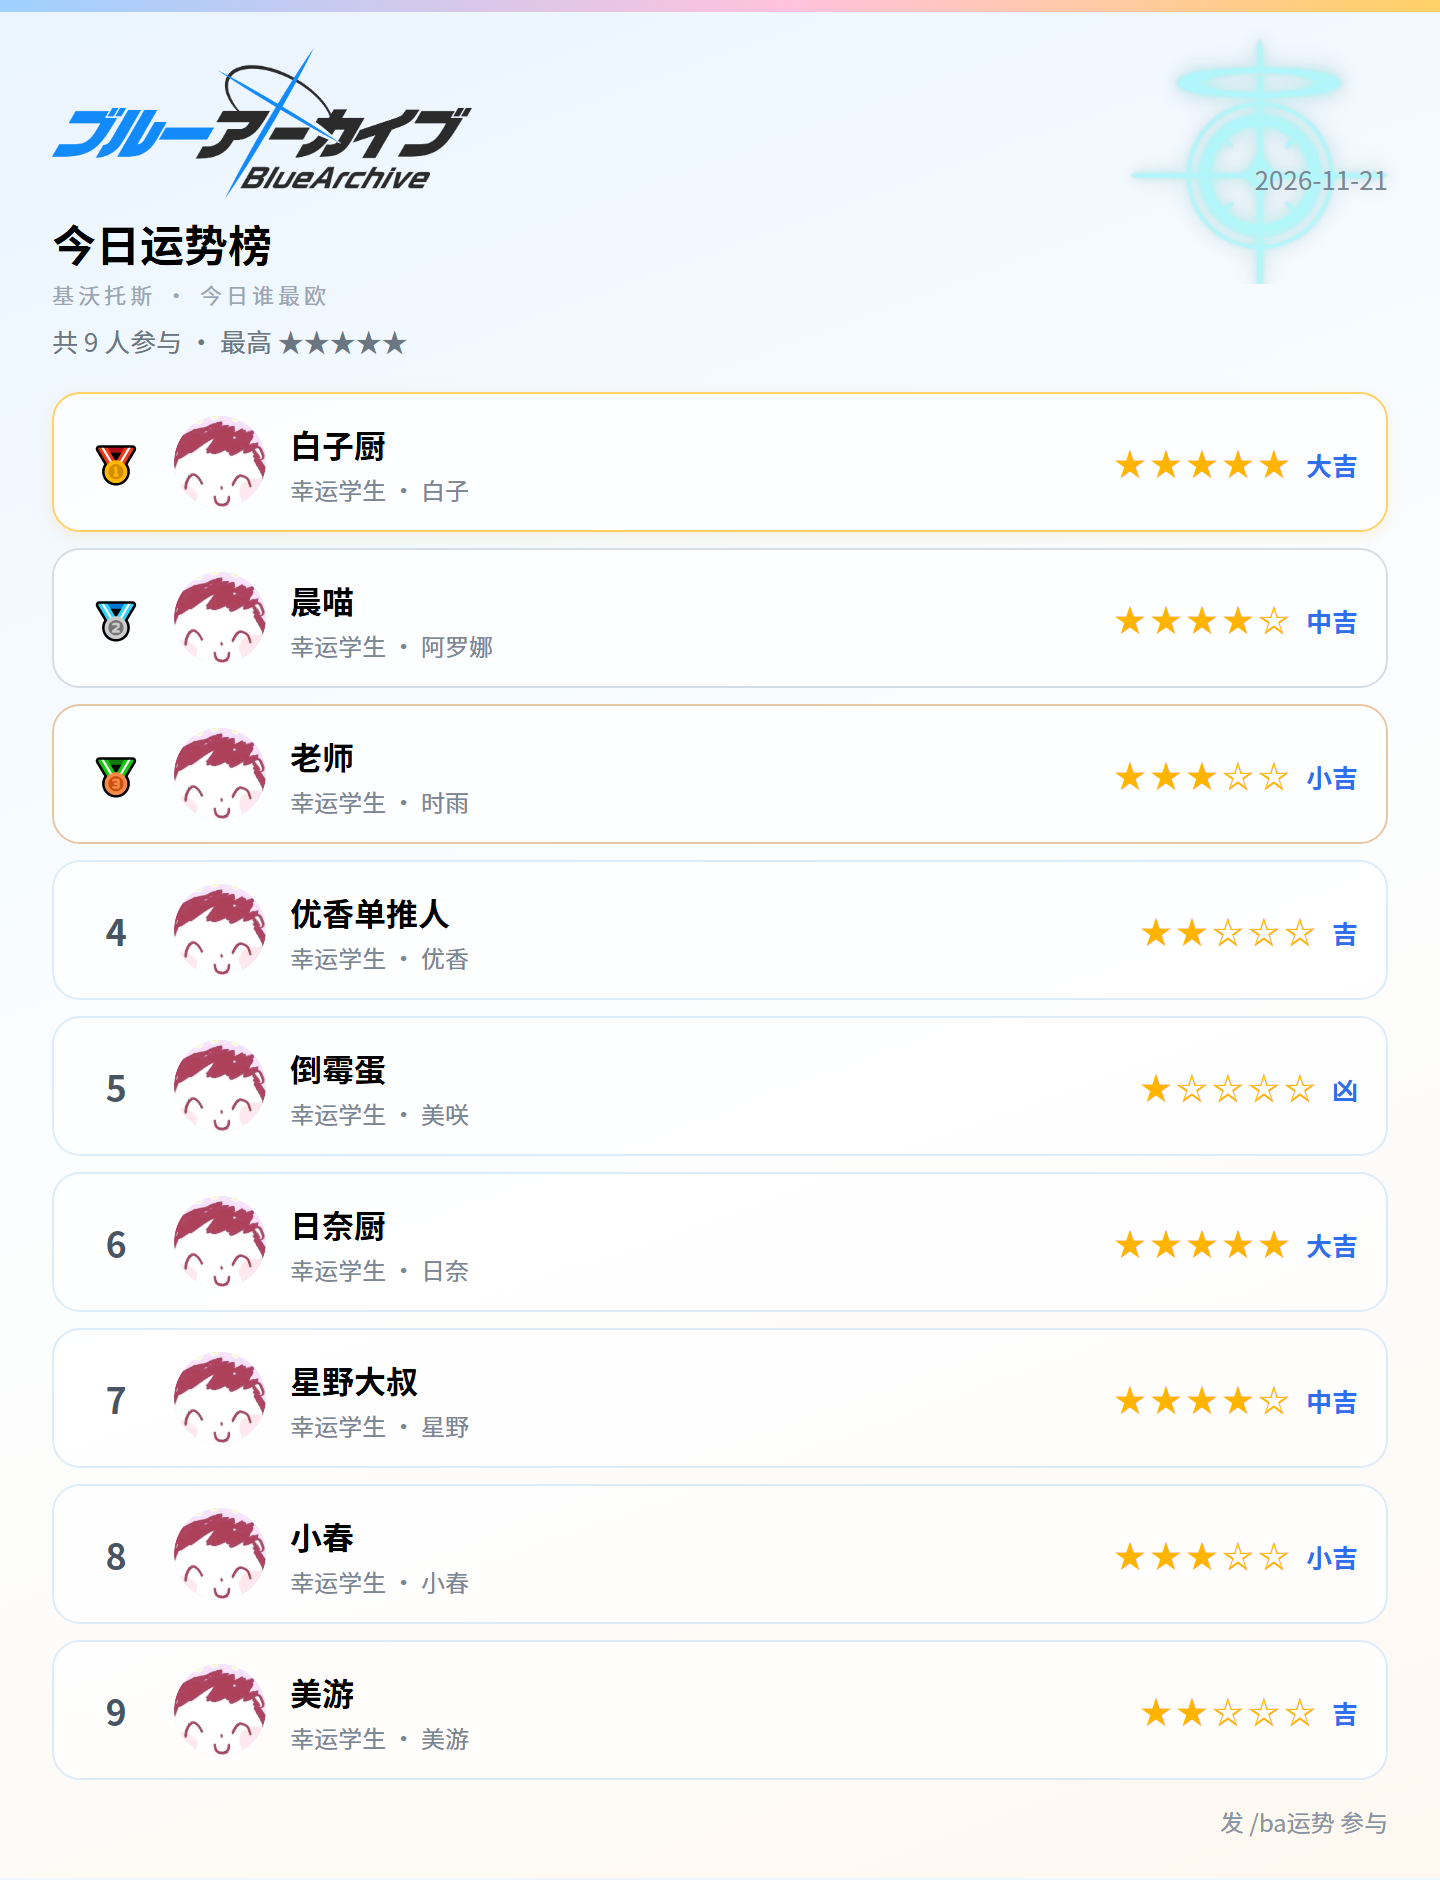 ブルーアーカイブ
BlueArchive
2026-11-21
今日运势榜
基沃托斯 · 今日谁最欧
共 9 人参与 · 最高 ★★★★★
1
白子厨
★★★★★ 大吉
幸运学生 · 白子
2
晨喵
★★★★☆ 中吉
幸运学生 · 阿罗娜
3
老师
★★★☆☆ 小吉
幸运学生 · 时雨
4
优香单推人
★★☆☆☆ 吉
幸运学生 · 优香
5
倒霉蛋
★☆☆☆☆ 凶
幸运学生 · 美咲
6
日奈厨
★★★★★ 大吉
幸运学生 · 日奈
7
星野大叔
★★★★☆ 中吉
幸运学生 · 星野
8
小春
★★★☆☆ 小吉
幸运学生 · 小春
9
美游
★★☆☆☆ 吉
幸运学生 · 美游
发 /ba运势 参与